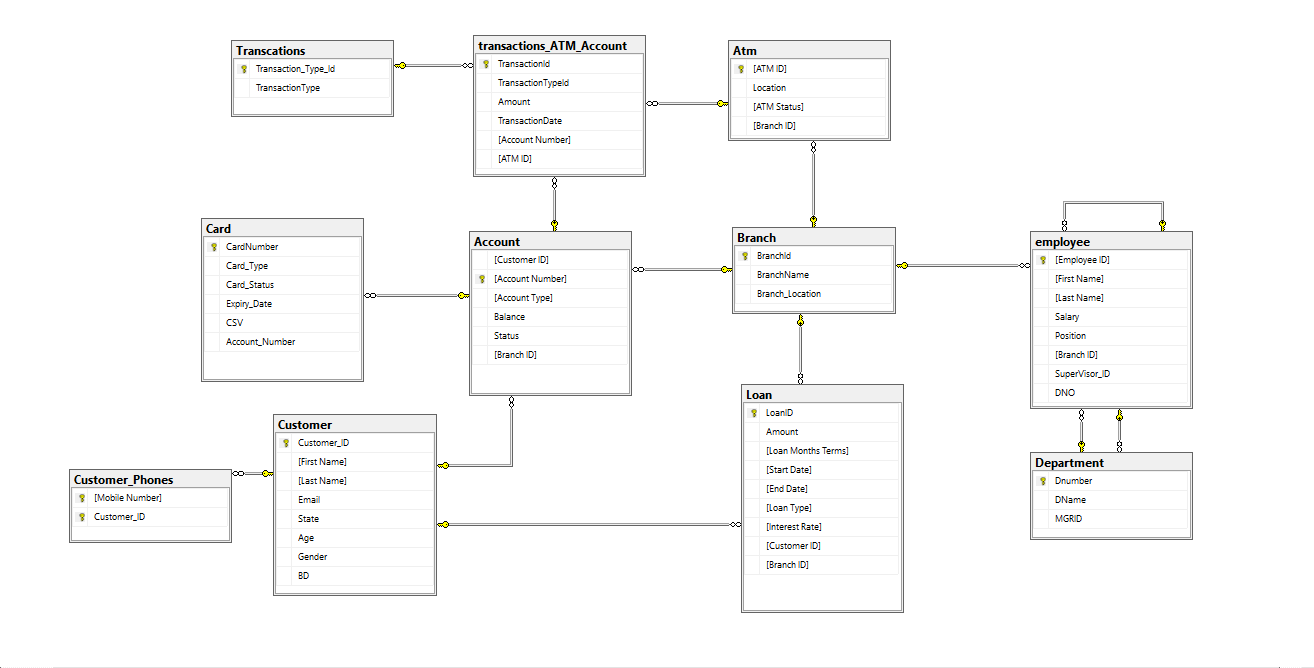 Transcations
Transaction_Type_Id
TransactionType
transactions_ATM_Account
TransactionId
TransactionTypeId
Amount
TransactionDate
[Account Number]
[ATM ID]
Atm
[ATM ID]
Location
[ATM Status]
[Branch ID]
Card
CardNumber
Card_Type
Card_Status
Expiry_Date
CSV
Account_Number
Account
[Customer ID]
[Account Number]
[Account Type]
Balance
Status
[Branch ID]
Branch
BranchId
BranchName
Branch_Location
employee
[Employee ID]
[First Name]
[Last Name]
Salary
Position
[Branch ID]
SuperVisor_ID
DNO
Customer_Phones
[Mobile Number]
Customer_ID
Customer
Customer_ID
[First Name]
[Last Name]
Email
State
Age
Gender
BD
Loan
LoanID
Amount
[Loan Months Terms]
[Start Date]
[End Date]
[Loan Type]
[Interest Rate]
[Customer ID]
[Branch ID]
Department
Dnumber
DName
MGRID